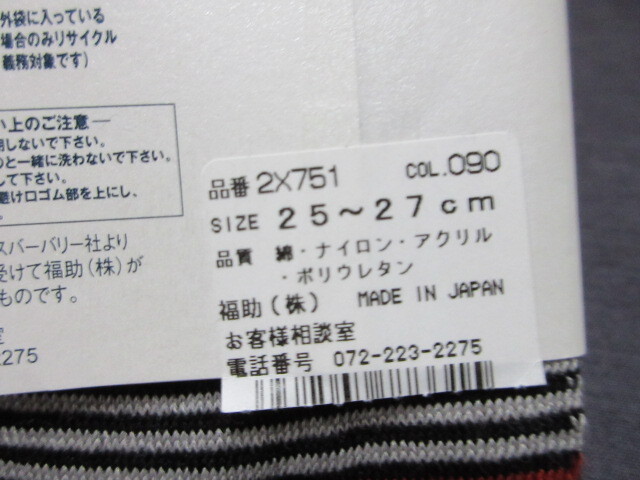 外袋に入っている
場合のみリサイクル
義務対象です)
い上のご注意
しないで下さい。
と一緒に洗わないで下さい。
して下さい。
け口ゴム部を上にし、
スバーバリー社より
受けて福助(株)が
ものです。
室
2275
品番 2X751 COL.090
SIZE 25~27cm
品質 綿・ナイロン・アクリル
・ポリウレタン
福助(株) MADE IN JAPAN
お客様相談室
電話番号 072-223-2275